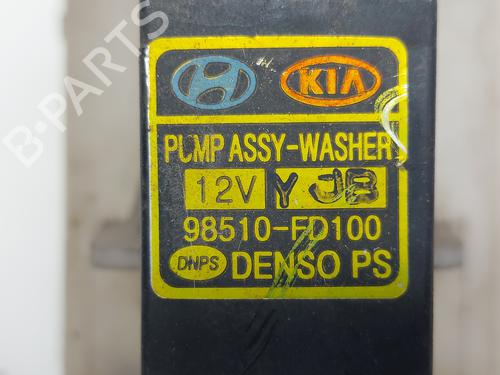 KIA
PUMP ASSY-WASHER
12V Y JB
98510-FD100
DNPS DENSO PS
B-PARTS